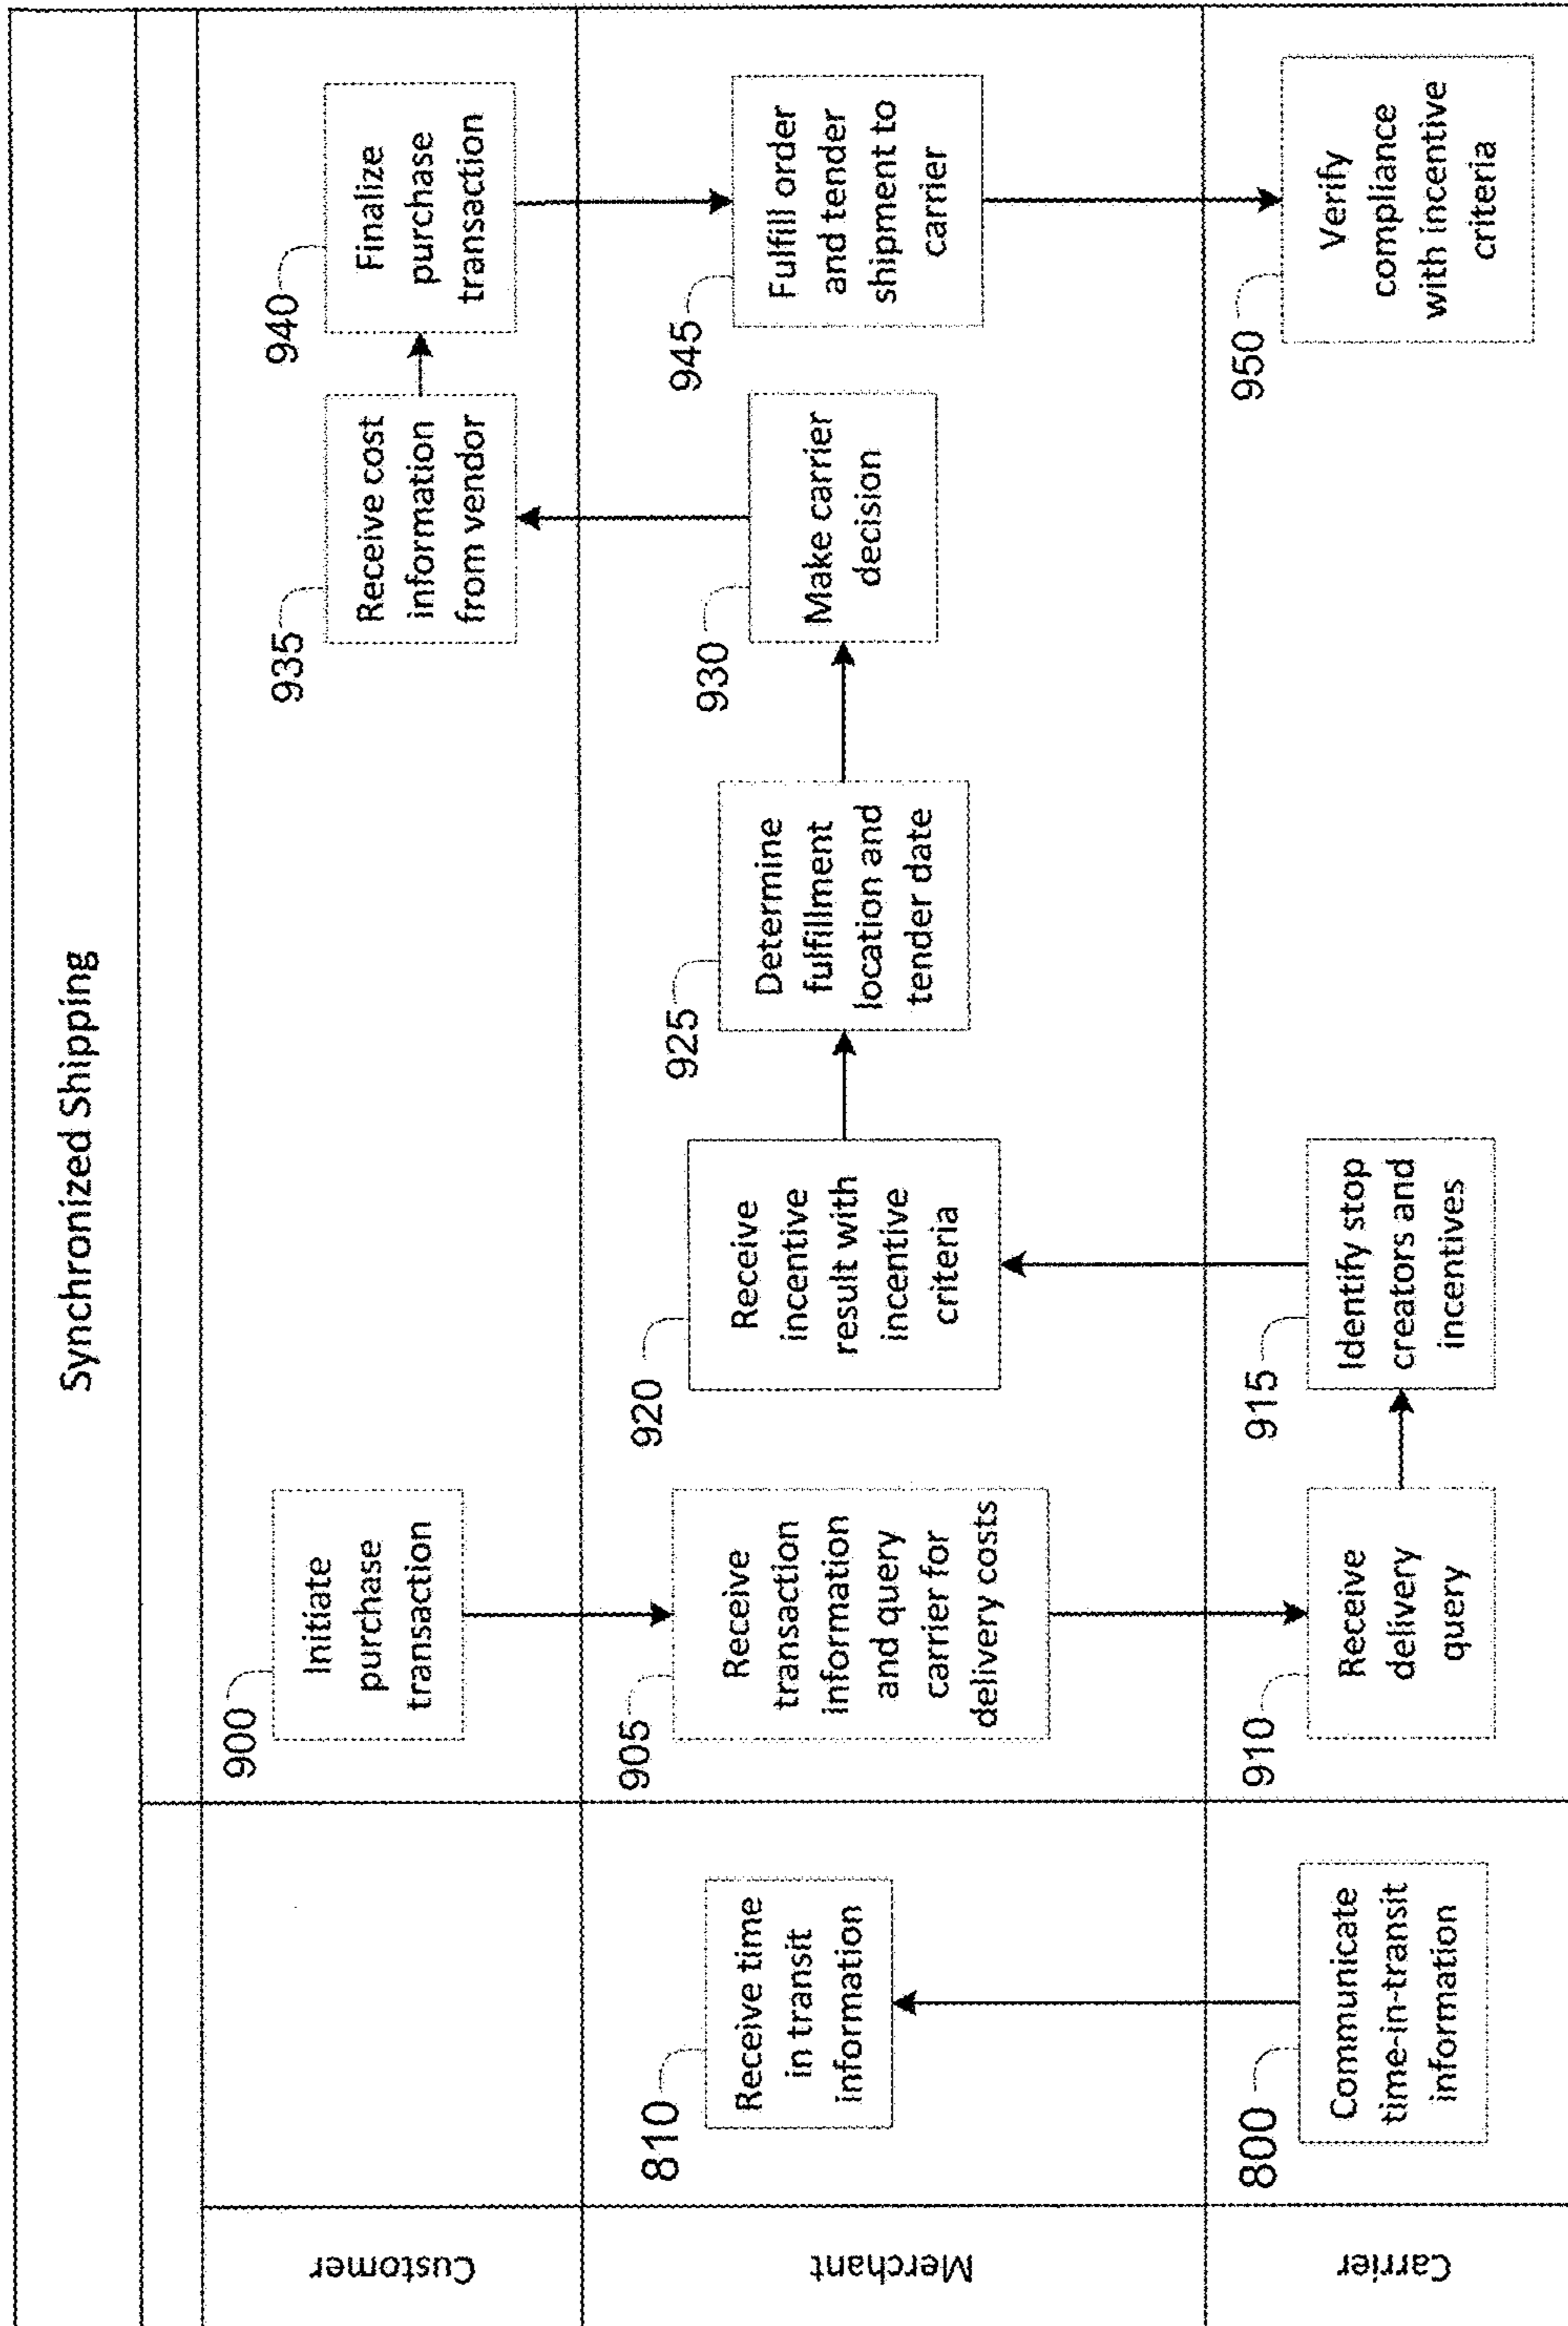 Synchronized Shipping
Customer
900
Initiate
purchase
transaction
935
Receive cost
information
from vendor
940
Finalize
purchase
transaction
Merchant
810
Receive time
in transit
information
905
Receive
transaction
information
and query
carrier for
delivery costs
920
Receive
incentive
result with
incentive
criteria
925
Determine
fulfillment
location and
tender date
930
Make carrier
decision
945
Fulfill order
and tender
shipment to
carrier
Carrier
800
Communicate
time-in-transit
information
910
Receive
delivery
query
915
Identify stop
creators and
incentives
950
Verify
compliance
with incentive
criteria